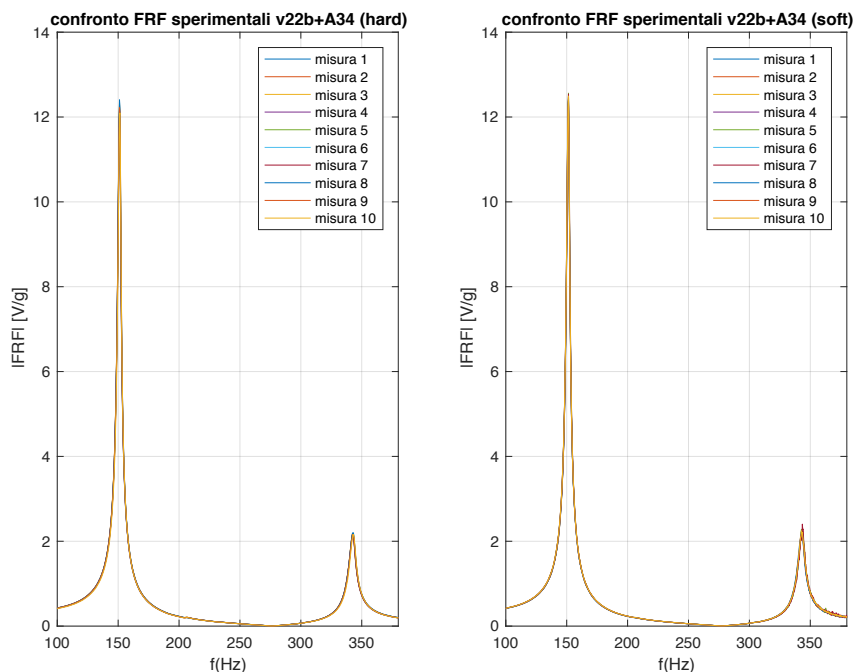 confronto FRF sperimentali v22b+A34 (hard)
14
12
10
8
6
4
2
0
|FRF| [V/g]
100 150 200 250 300 350
f(Hz)
misura 1
misura 2
misura 3
misura 4
misura 5
misura 6
misura 7
misura 8
misura 9
misura 10
confronto FRF sperimentali v22b+A34 (soft)
14
12
10
8
6
4
2
0
|FRF| [V/g]
100 150 200 250 300 350
f(Hz)
misura 1
misura 2
misura 3
misura 4
misura 5
misura 6
misura 7
misura 8
misura 9
misura 10